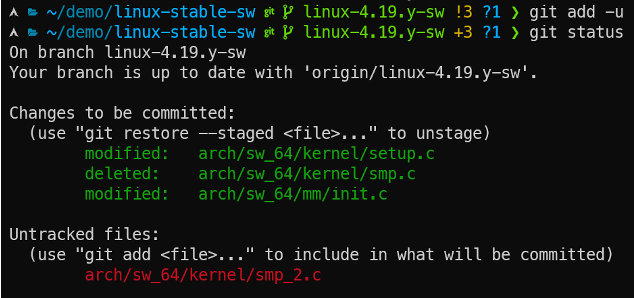 ~/demo/linux-stable-sw git linux-4.19.y-sw !3 ?1 ❯ git add -u
~/demo/linux-stable-sw git linux-4.19.y-sw +3 ?1 ❯ git status
On branch linux-4.19.y-sw
Your branch is up to date with 'origin/linux-4.19.y-sw'.

Changes to be committed:
  (use "git restore --staged <file>..." to unstage)
        modified:   arch/sw_64/kernel/setup.c
        deleted:    arch/sw_64/kernel/smp.c
        modified:   arch/sw_64/mm/init.c

Untracked files:
  (use "git add <file>..." to include in what will be committed)
        arch/sw_64/kernel/smp_2.c